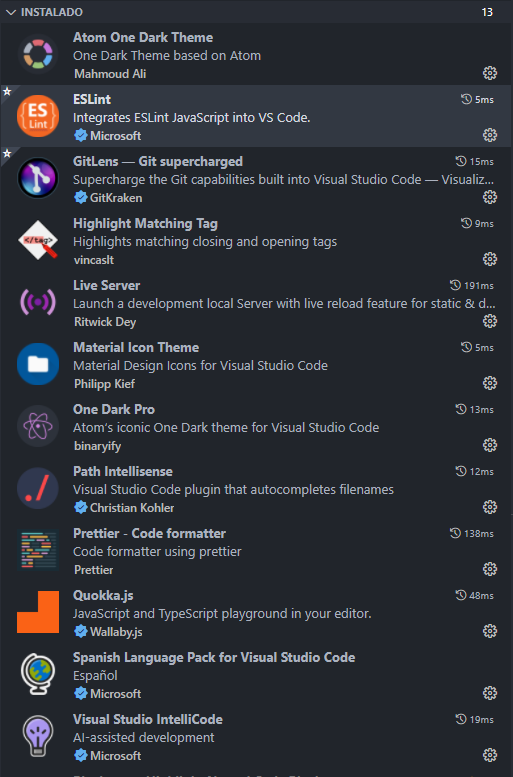 INSTALADO 13
Atom One Dark Theme
One Dark Theme based on Atom
Mahmoud Ali
ES
Lint
ESLint 5ms
Integrates ESLint JavaScript into VS Code.
Microsoft
GitLens — Git supercharged 15ms
Supercharge the Git capabilities built into Visual Studio Code — Visualiz...
GitKraken
</tag>
Highlight Matching Tag 9ms
Highlights matching closing and opening tags
vincaslt
Live Server 191ms
Launch a development local Server with live reload feature for static & d...
Ritwick Dey
Material Icon Theme 5ms
Material Design Icons for Visual Studio Code
Philipp Kief
One Dark Pro 13ms
Atom's iconic One Dark theme for Visual Studio Code
binaryify
Path Intellisense 12ms
Visual Studio Code plugin that autocompletes filenames
Christian Kohler
Prettier - Code formatter 138ms
Code formatter using prettier
Prettier
Quokka.js 48ms
JavaScript and TypeScript playground in your editor.
Wallaby.js
Spanish Language Pack for Visual Studio Code
Español
Microsoft
Visual Studio IntelliCode 19ms
AI-assisted development
Microsoft